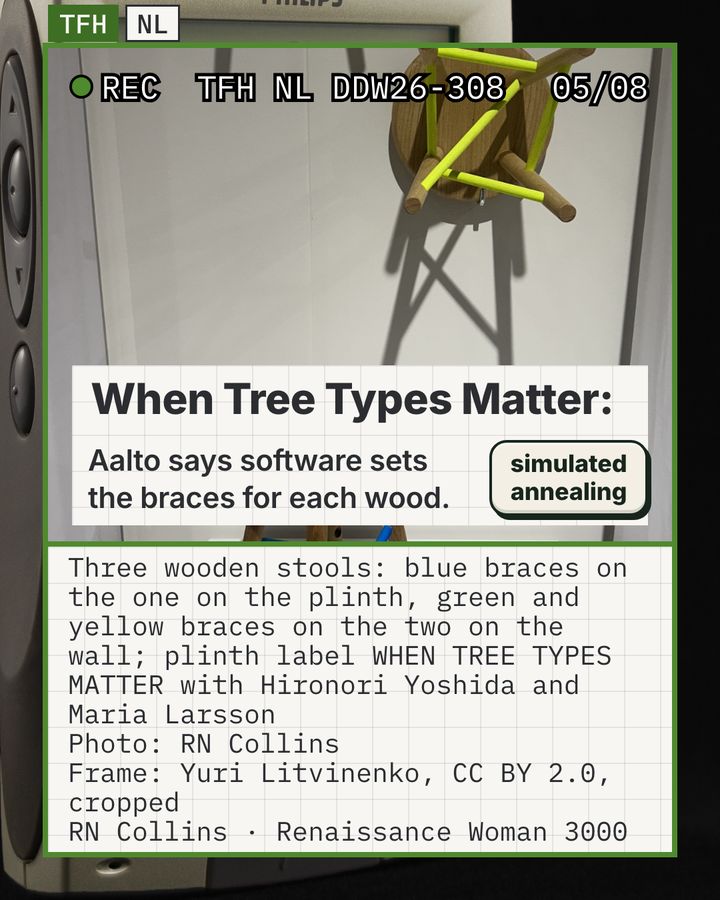 PHILIPS
TFH NL
REC TFH NL DDW26-308 05/08
When Tree Types Matter:
Aalto says software sets
the braces for each wood.
simulated
annealing
Three wooden stools: blue braces on
the one on the plinth, green and
yellow braces on the two on the
wall; plinth label WHEN TREE TYPES
MATTER with Hironori Yoshida and
Maria Larsson
Photo: RN Collins
Frame: Yuri Litvinenko, CC BY 2.0,
cropped
RN Collins · Renaissance Woman 3000